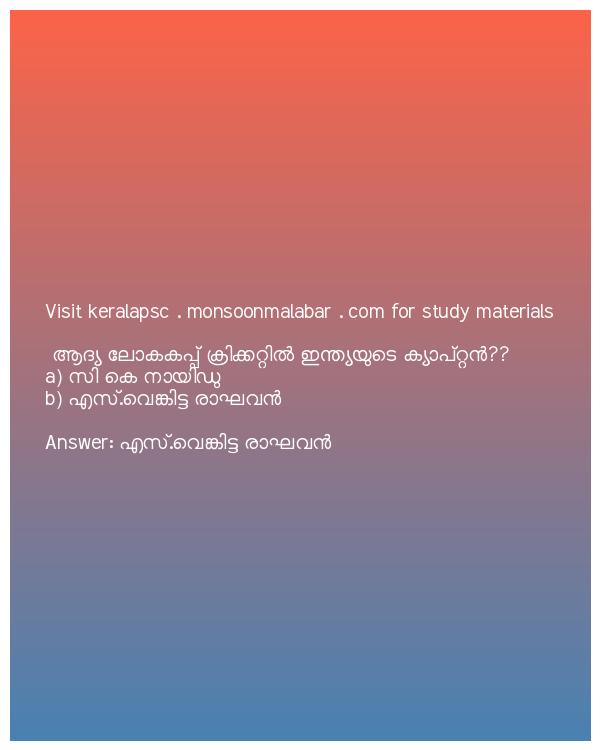 Visit keralapsc . monsoonmalabar . com for study materials
ആദ്യ ലോകകപ്പ് ക്രിക്കറ്റിൽ ഇന്ത്യയുടെ ക്യാപ്റ്റൻ??
a) സി കെ നായിഡു
b) എസ്.വെങ്കിട്ട രാഘവൻ
Answer: എസ്.വെങ്കിട്ട രാഘവൻ